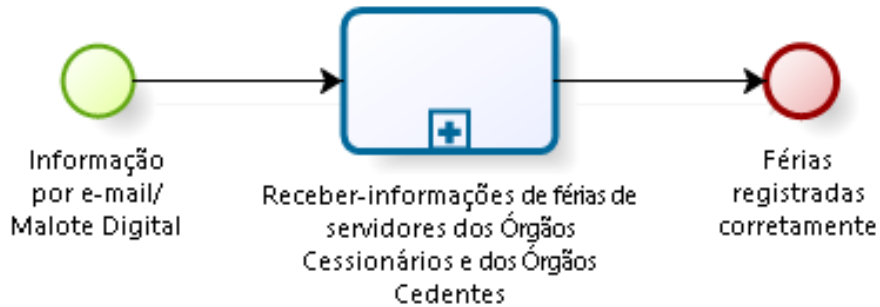 Informação
por e-mail/
Malote Digital
Receber-informações de férias de
servidores dos Órgãos
Cessionários e dos Órgãos
Cedentes
Férias
registradas
corretamente